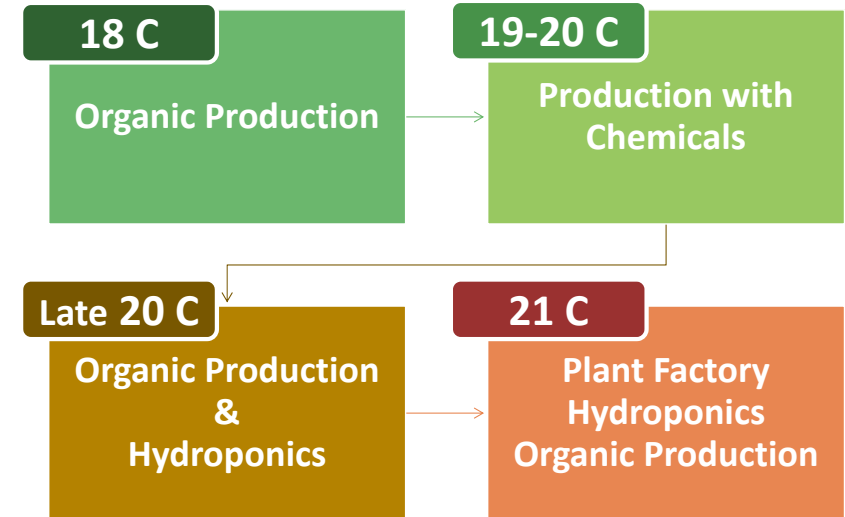 18 C
Organic Production
19-20 C
Production with
Chemicals
Late 20 C
Organic Production
&
Hydroponics
21 C
Plant Factory
Hydroponics
Organic Production